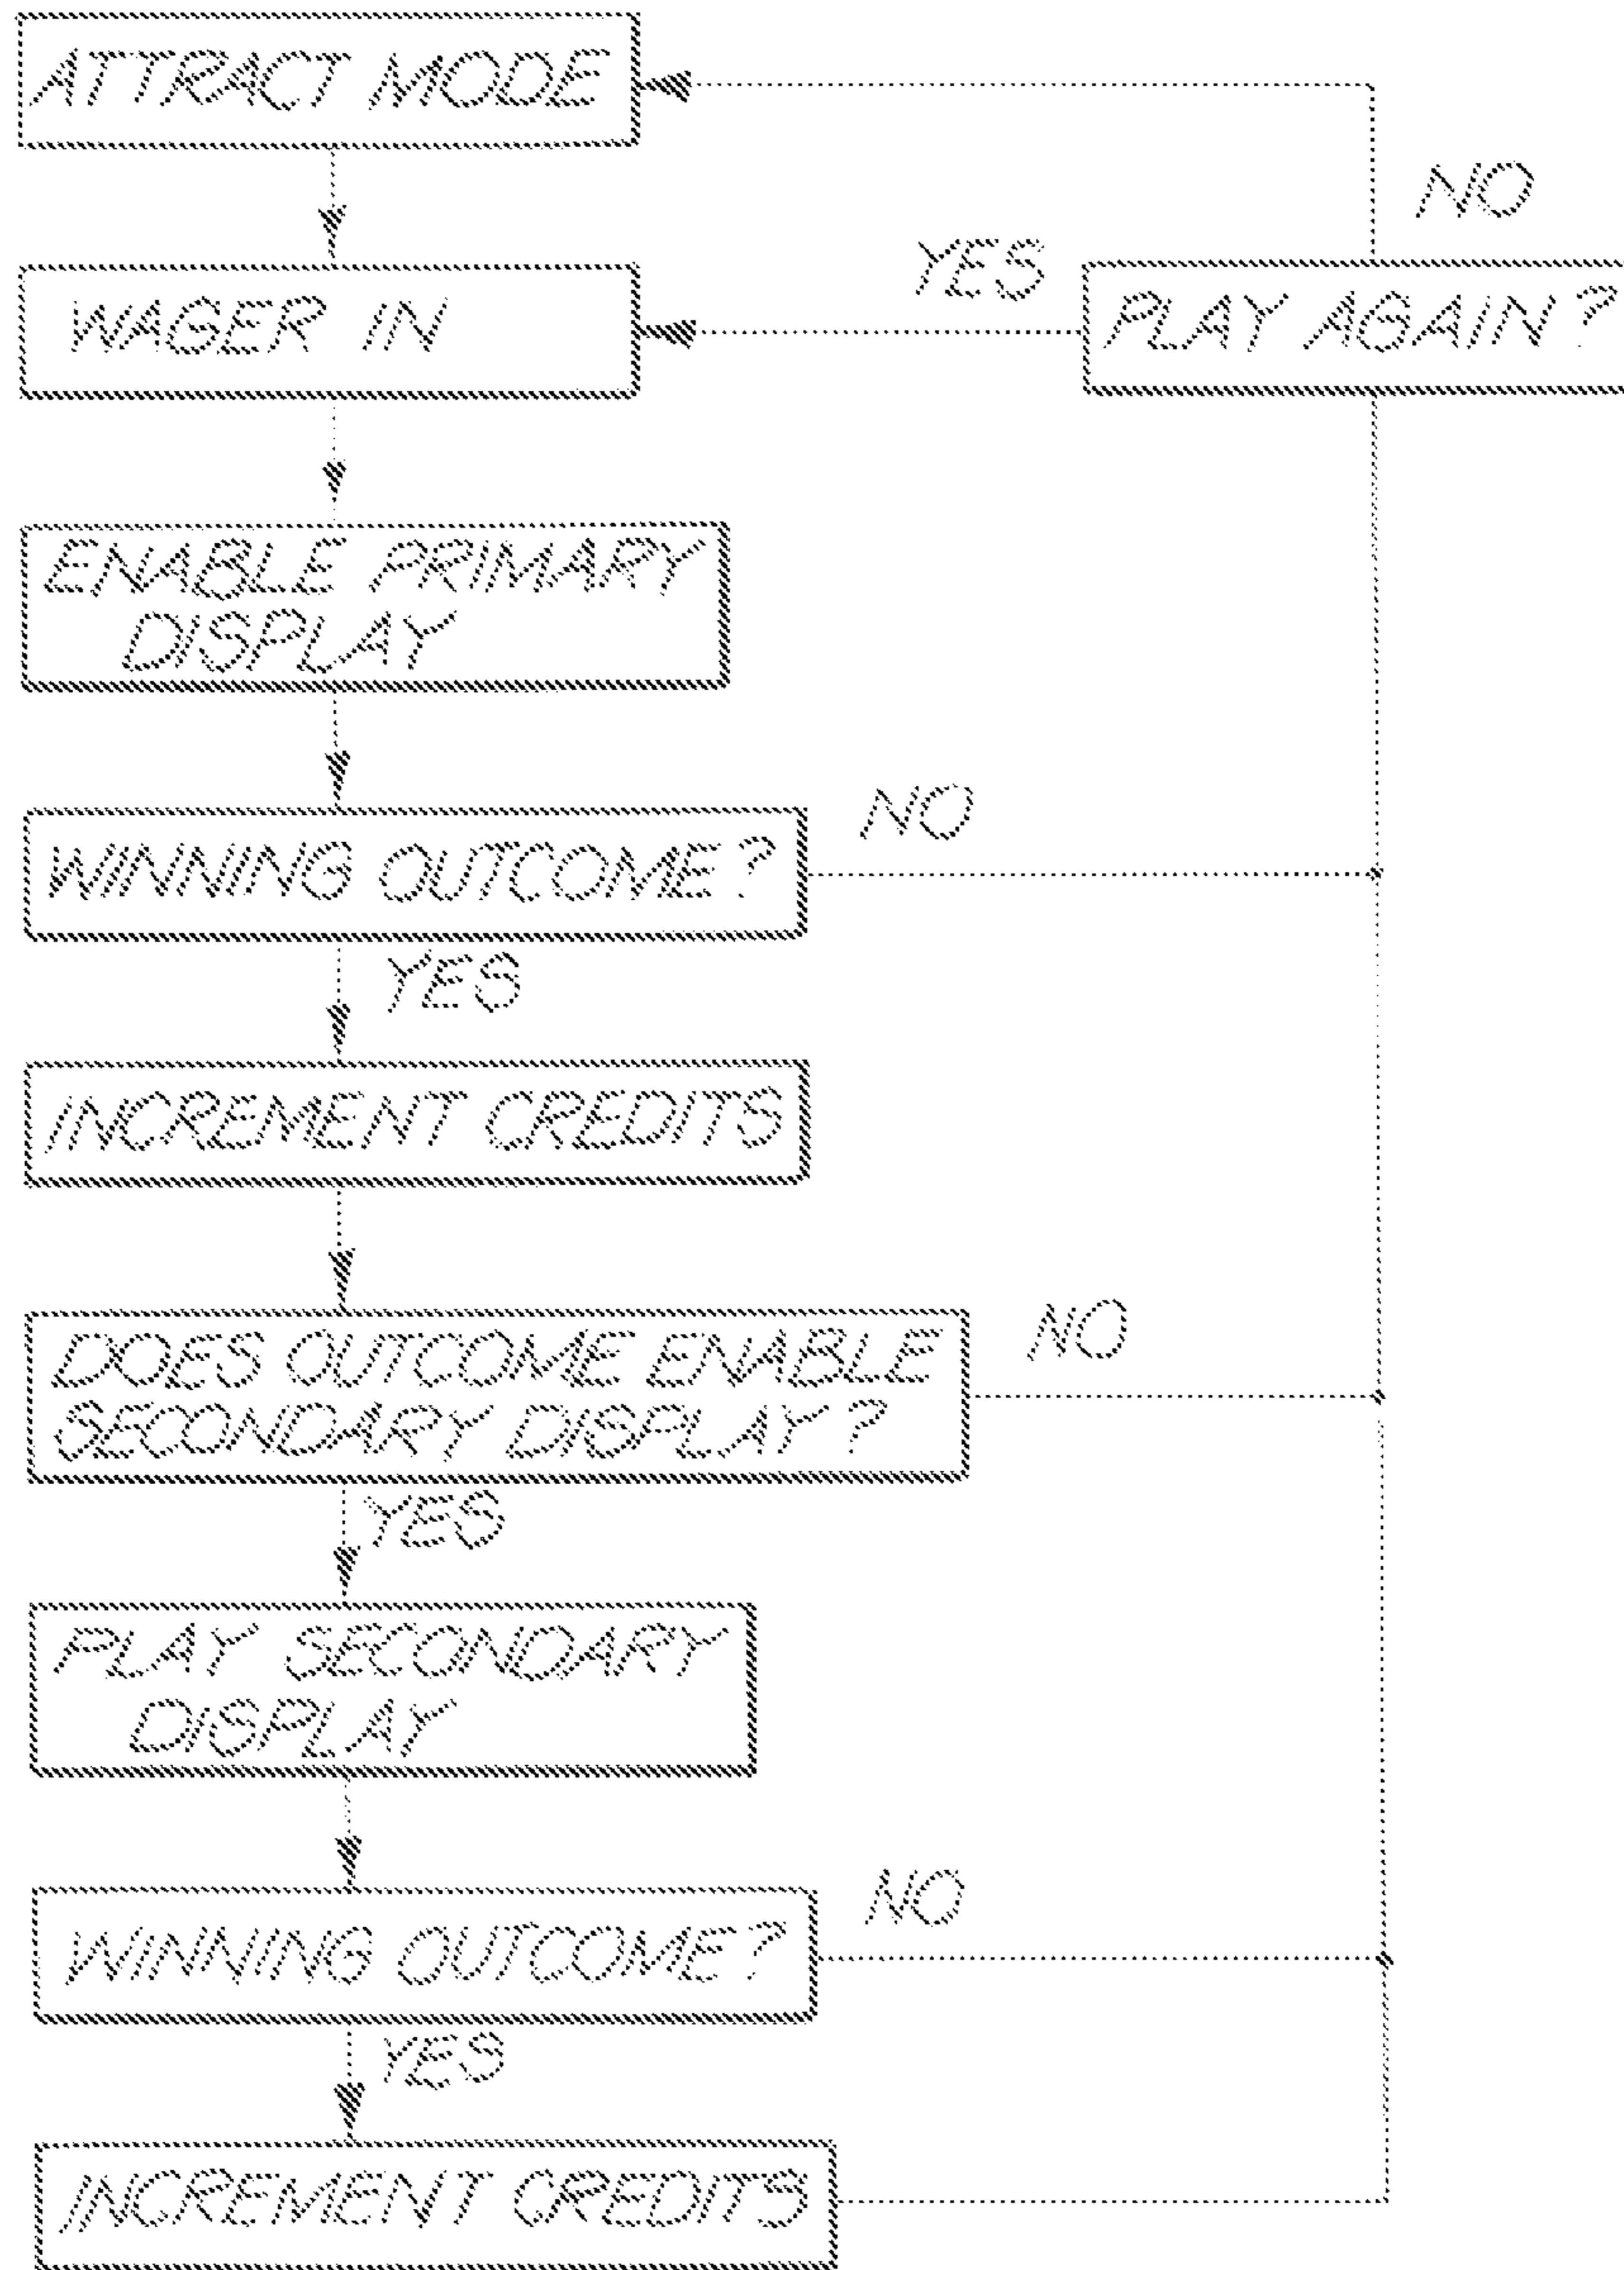 ATTRACT MODE
NO
YES
WAGER IN
PLAY AGAIN?
ENABLE PRIMARY
DISPLAY
NO
WINNING OUTCOME?
YES
INCREMENT CREDITS
NO
DOES OUTCOME ENABLE
SECONDARY DISPLAY?
YES
PLAY SECONDARY
DISPLAY
NO
WINNING OUTCOME?
YES
INCREMENT CREDITS